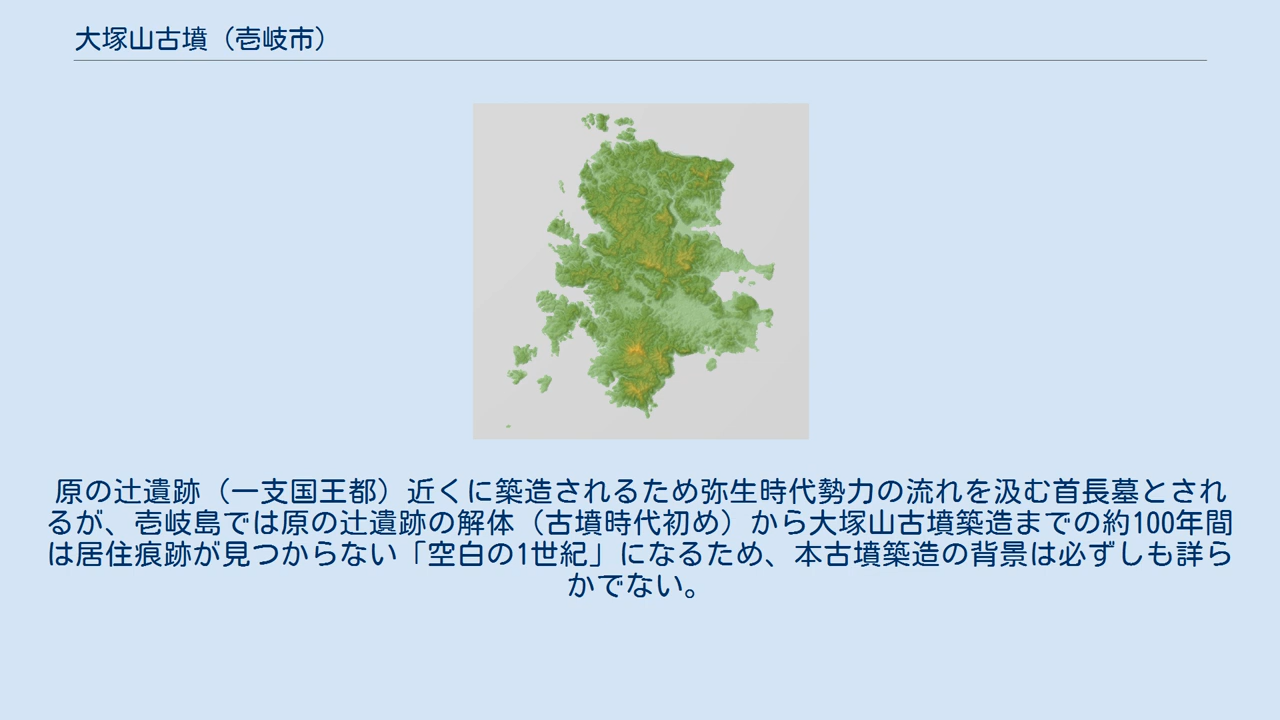 大塚山古墳（壱岐市）
原の辻遺跡（一支国王都）近くに築造されるため弥生時代勢力の流れを汲む首長墓とされ
るが、壱岐島では原の辻遺跡の解体（古墳時代初め）から大塚山古墳築造までの約100年間
は居住痕跡が見つからない「空白の1世紀」になるため、本古墳築造の背景は必ずしも詳ら
かでない。